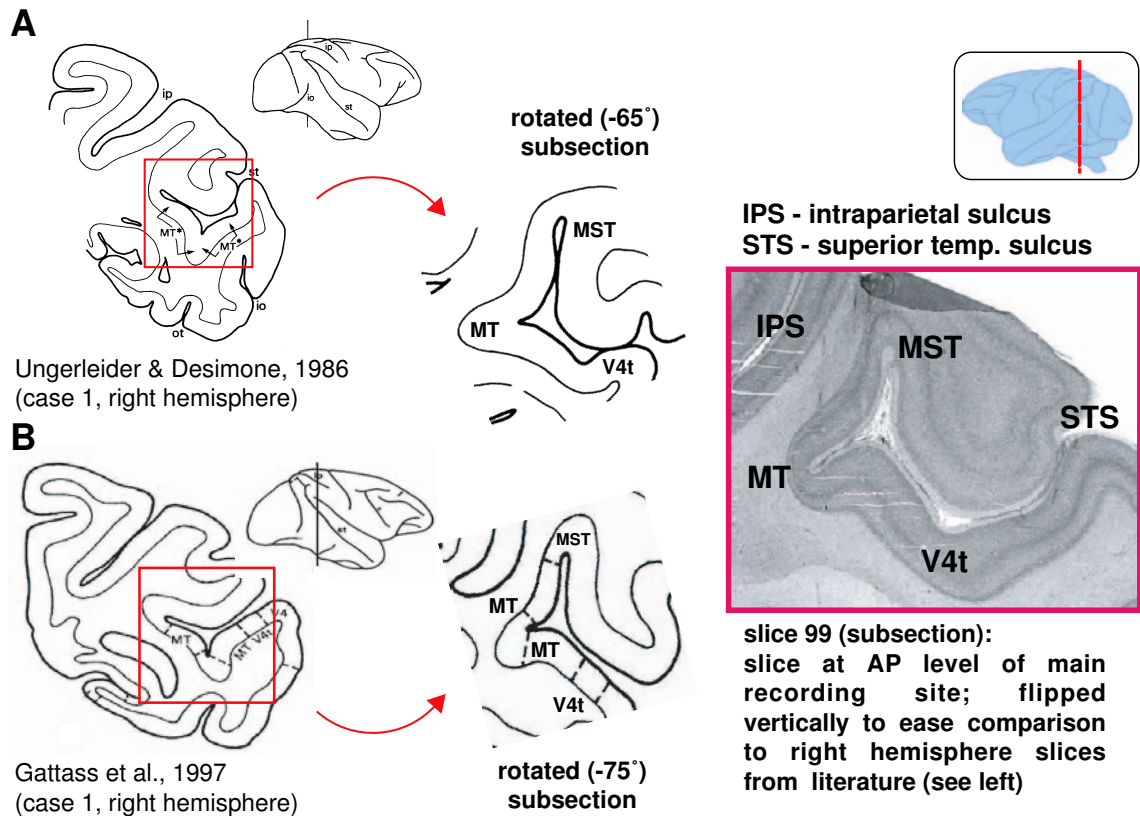 A
ip
st
MT*
MT*
io
ot
ip
io
st
Ungerleider & Desimone, 1986
(case 1, right hemisphere)
rotated (-65°)
subsection
MST
MT
V4t
IPS - intraparietal sulcus
STS - superior temp. sulcus
IPS
MST
STS
MT
V4t
slice 99 (subsection):
slice at AP level of main
recording site; flipped
vertically to ease comparison
to right hemisphere slices
from literature (see left)
B
ip
st
MT
MT
V4t
V4
Gattass et al., 1997
(case 1, right hemisphere)
MST
MT
MT
V4t
rotated (-75°)
subsection